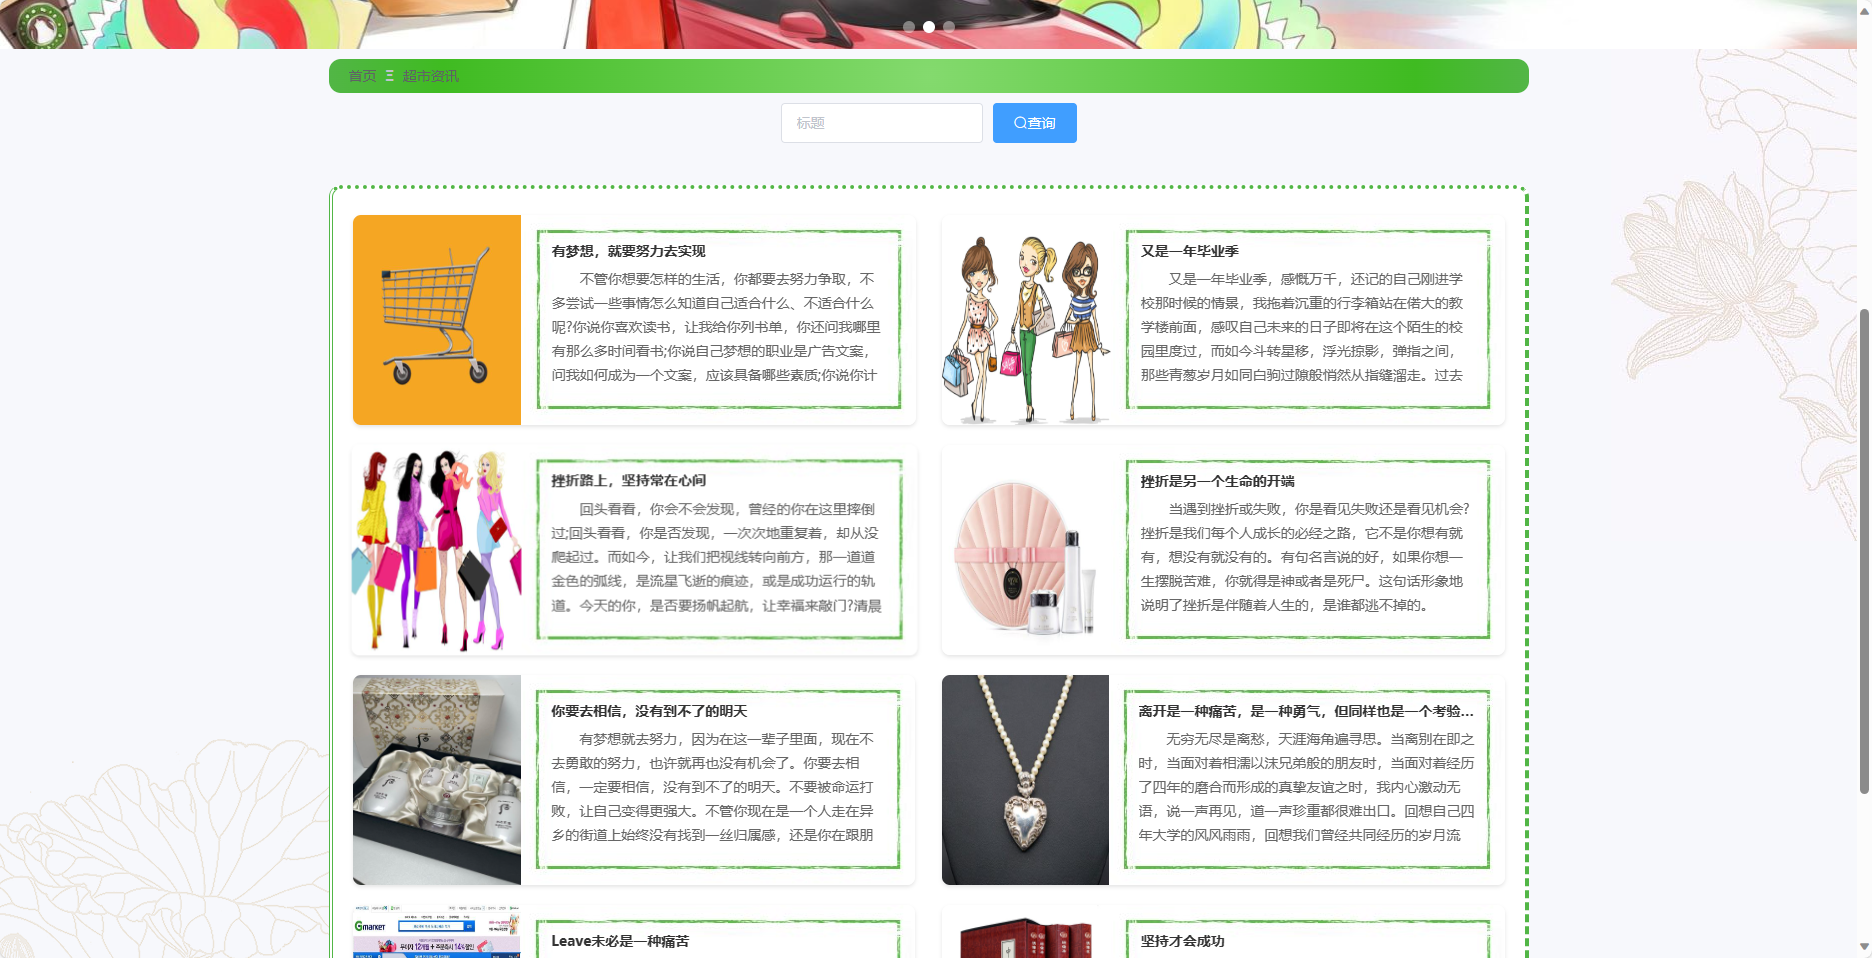 首页 超市资讯
标题
查询
有梦想，就要努力去实现
不管你想要怎样的生活，你都要去努力争取，不
多尝试一些事情怎么知道自己适合什么、不适合什么
呢?你说你喜欢读书，让我给你列书单，你还问我哪里
有那么多时间看书;你说自己梦想的职业是广告文案，
问我如何成为一个文案，应该具备哪些素质;你说你计
又是一年毕业季
又是一年毕业季，感慨万千，还记的自己刚进学
校那时候的情景，我拖着沉重的行李箱站在偌大的教
学楼前面，感叹自己未来的日子即将在这个陌生的校
园里度过，而如今斗转星移，浮光掠影，弹指之间，
那些青葱岁月如同白驹过隙般悄然从指缝溜走。过去
挫折路上，坚持常在心间
回头看看，你会不会发现，曾经的你在这里摔倒
过;回头看看，你是否发现，一次次地重复着，却从没
爬起过。而如今，让我们把视线转向前方，那一道道
金色的弧线，是流星飞逝的痕迹，或是成功运行的轨
道。今天的你，是否要扬帆起航，让幸福来敲门?清晨
挫折是另一个生命的开端
当遇到挫折或失败，你是看见失败还是看见机会?
挫折是我们每个人成长的必经之路，它不是你想有就
有，想没有就没有的。有句名言说的好，如果你想一
生摆脱苦难，你就得是神或者是死尸。这句话形象地
说明了挫折是伴随着人生的，是谁都逃不掉的。
你要去相信，没有到不了的明天
有梦想就去努力，因为在这一辈子里面，现在不
去勇敢的努力，也许就再也没有机会了。你要去相
信，一定要相信，没有到不了的明天。不要被命运打
败，让自己变得更强大。不管你现在是一个人走在异
乡的街道上始终没有找到一丝归属感，还是你在跟朋
离开是一种痛苦，是一种勇气，但同样也是一个考验...
无穷无尽是离愁，天涯海角遍寻思。当离别在即之
时，当面对着相濡以沫兄弟般的朋友时，当面对着经历
了四年的磨合而形成的真挚友谊之时，我内心激动无
语，说一声再见，道一声珍重都很难出口。回想自己四
年大学的风风雨雨，回想我们曾经共同经历的岁月流
Gmarket
Leave未必是一种痛苦
坚持才会成功